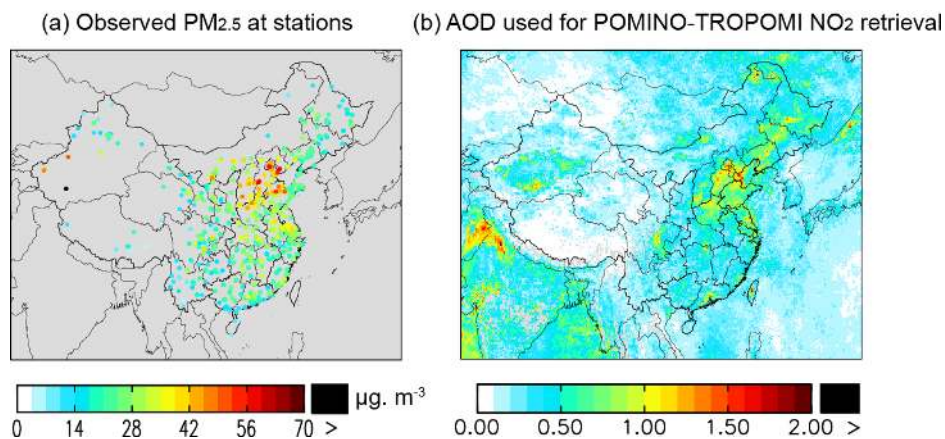 (a) Observed PM2.5 at stations
(b) AOD used for POMINO-TROPOMI NO2 retrieval
0 14 28 42 56 70 > µg. m-3
0.00 0.50 1.00 1.50 2.00 >